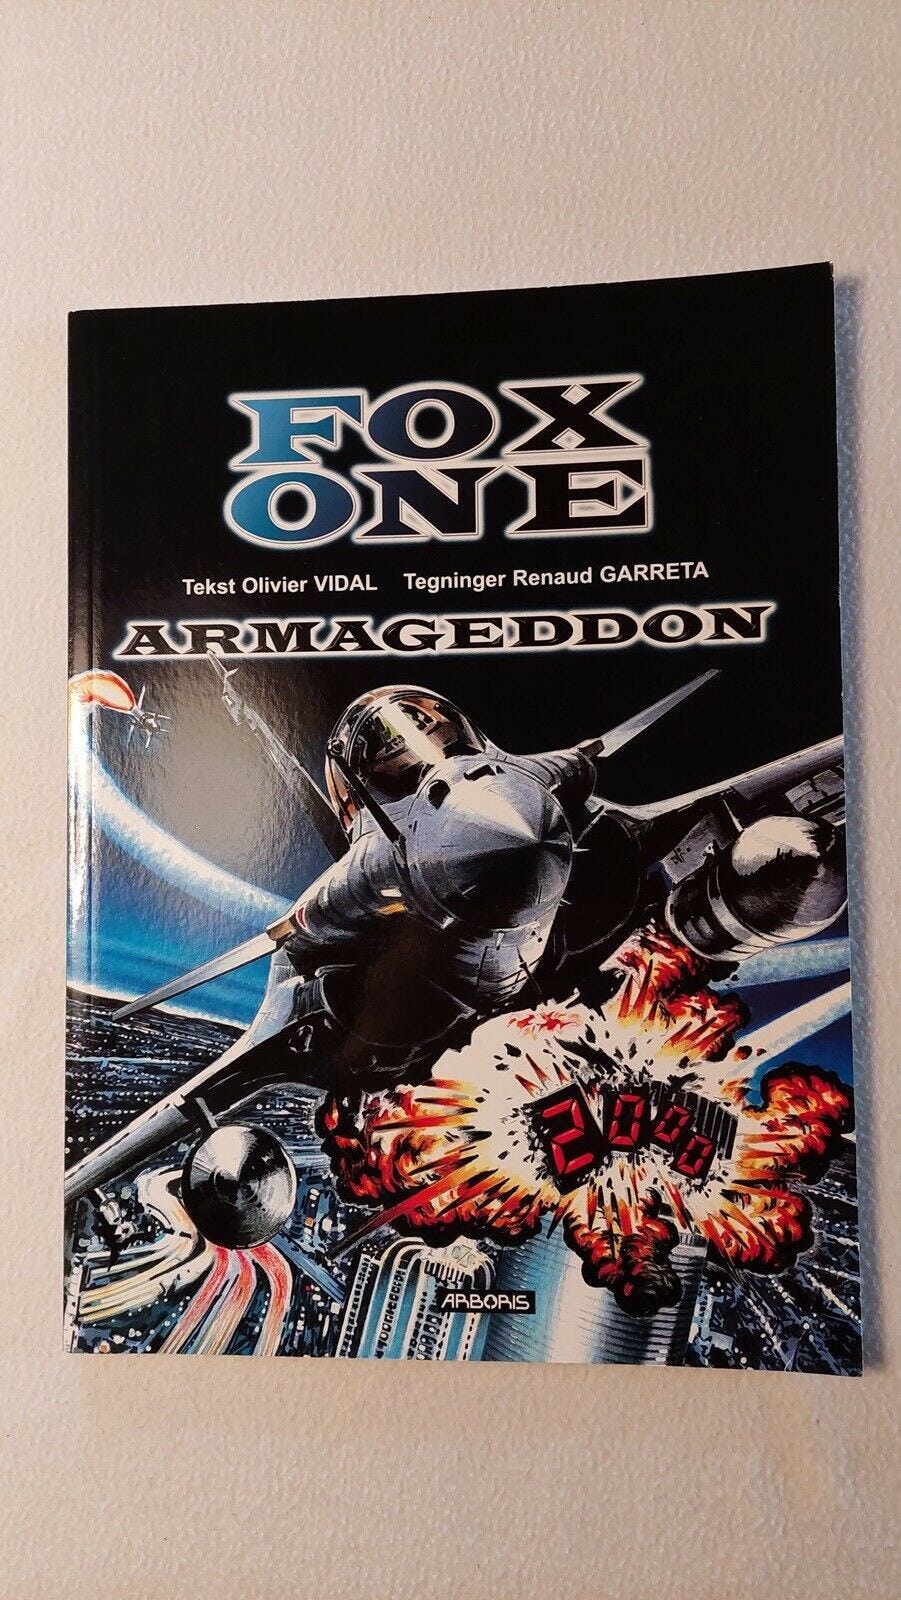 FOX
ONE
Tekst Olivier VIDAL Tegninger Renaud GARRETA
ARMAGEDDON
2000
ARBORIS